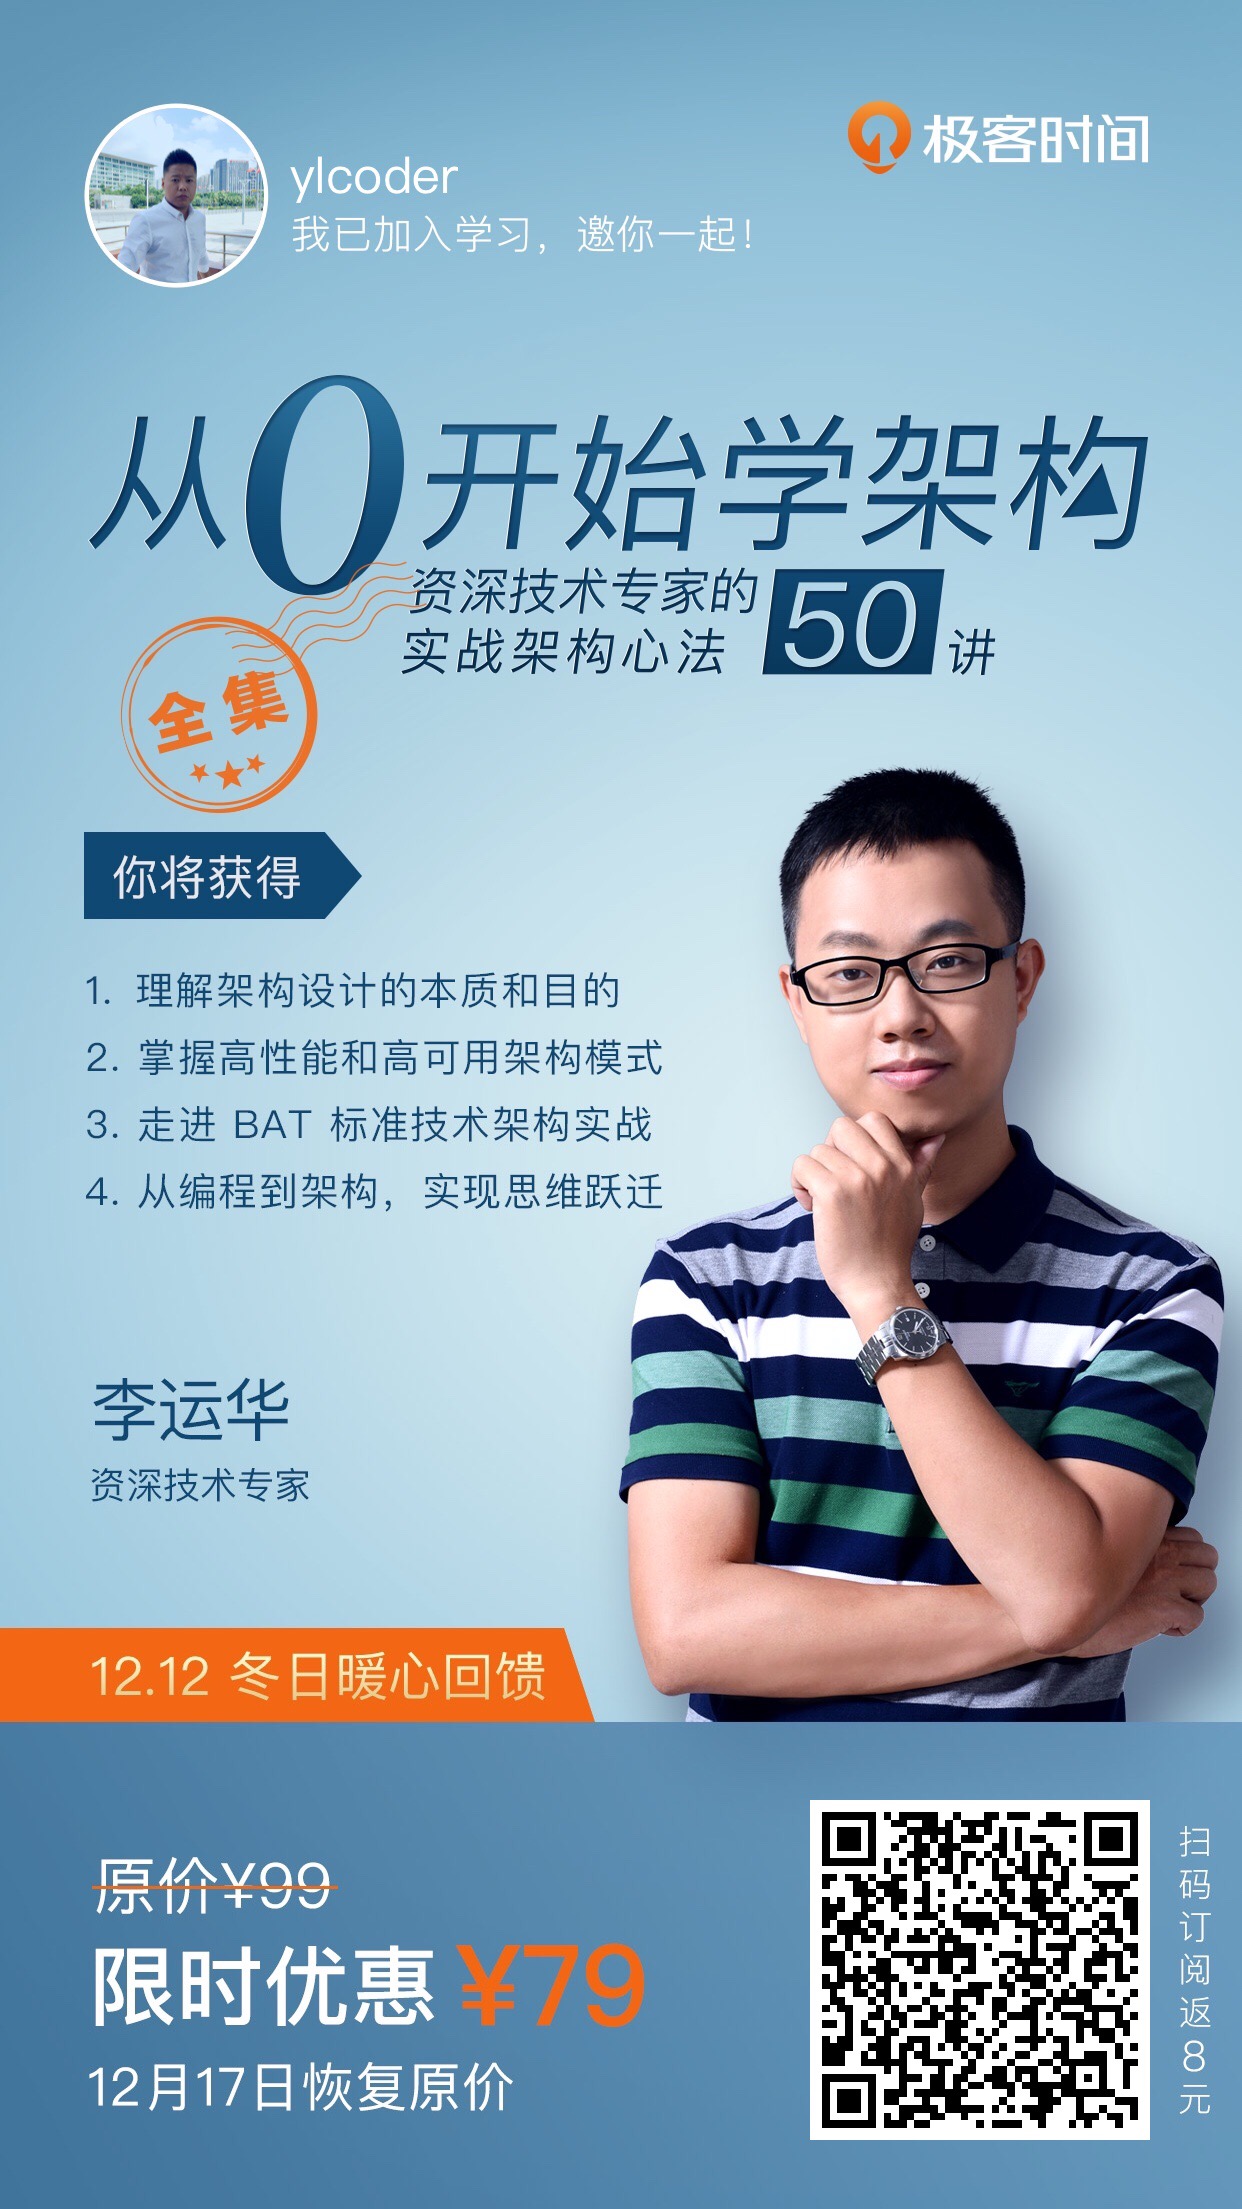 极客时间
ylcoder
我已加入学习，邀你一起！
从0开始学架构
资深技术专家的
实战架构心法 50 讲
全集
你将获得
1. 理解架构设计的本质和目的
2. 掌握高性能和高可用架构模式
3. 走进 BAT 标准技术架构实战
4. 从编程到架构，实现思维跃迁
李运华
资深技术专家
12.12 冬日暖心回馈
原价¥99
限时优惠 ¥79
12月17日恢复原价
扫码订阅返8元